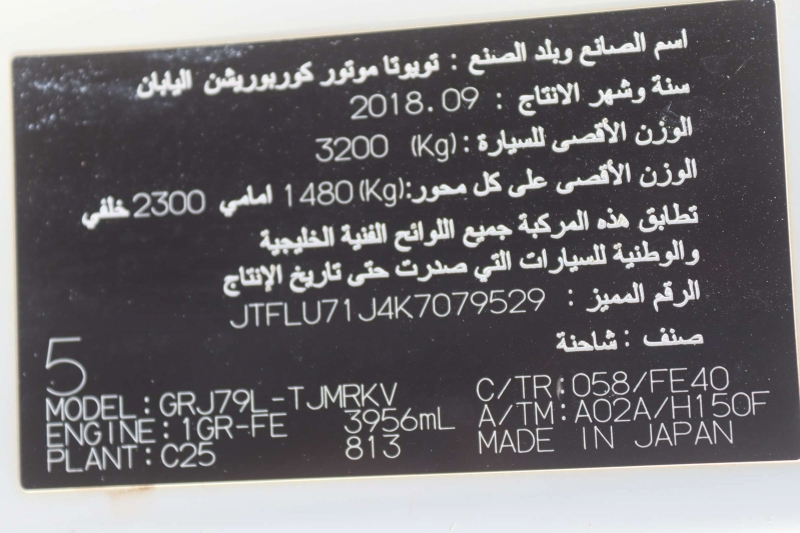 اسم الصانع وبلد الصنع : تويوتا موتور كوربوريشن اليابان
سنة وشهر الانتاج : 2018.09
الوزن الأقصى للسيارة : (Kg) 3200
الوزن الأقصى على كل محور:(Kg)1480 امامي 2300 خلفي
تطابق هذه المركبة جميع اللوائح الفنية الخليجية
والوطنية للسيارات التي صدرت حتى تاريخ الإنتاج
الرقم المميز : JTFLU71J4K7079529
صنف : شاحنة
5
MODEL:GRJ79L-TJMRKV C/TR:058/FE40
ENGINE:1GR-FE 3956mL A/TM:A02A/H150F
PLANT:C25 813 MADE IN JAPAN